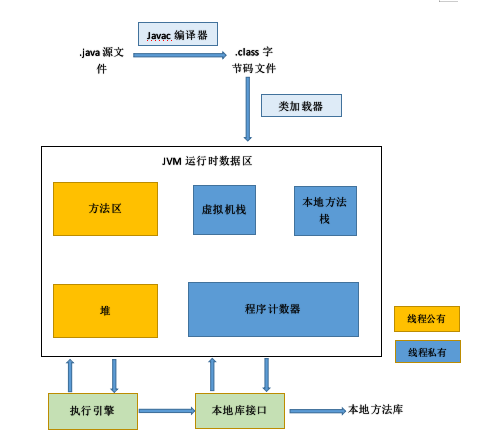 Javac 编译器
.java 源文
件
.class 字
节码文件
类加载器
JVM 运行时数据区
方法区
虚拟机栈
本地方法
栈
堆
程序计数器
线程公有
线程私有
执行引擎
本地库接口
本地方法库